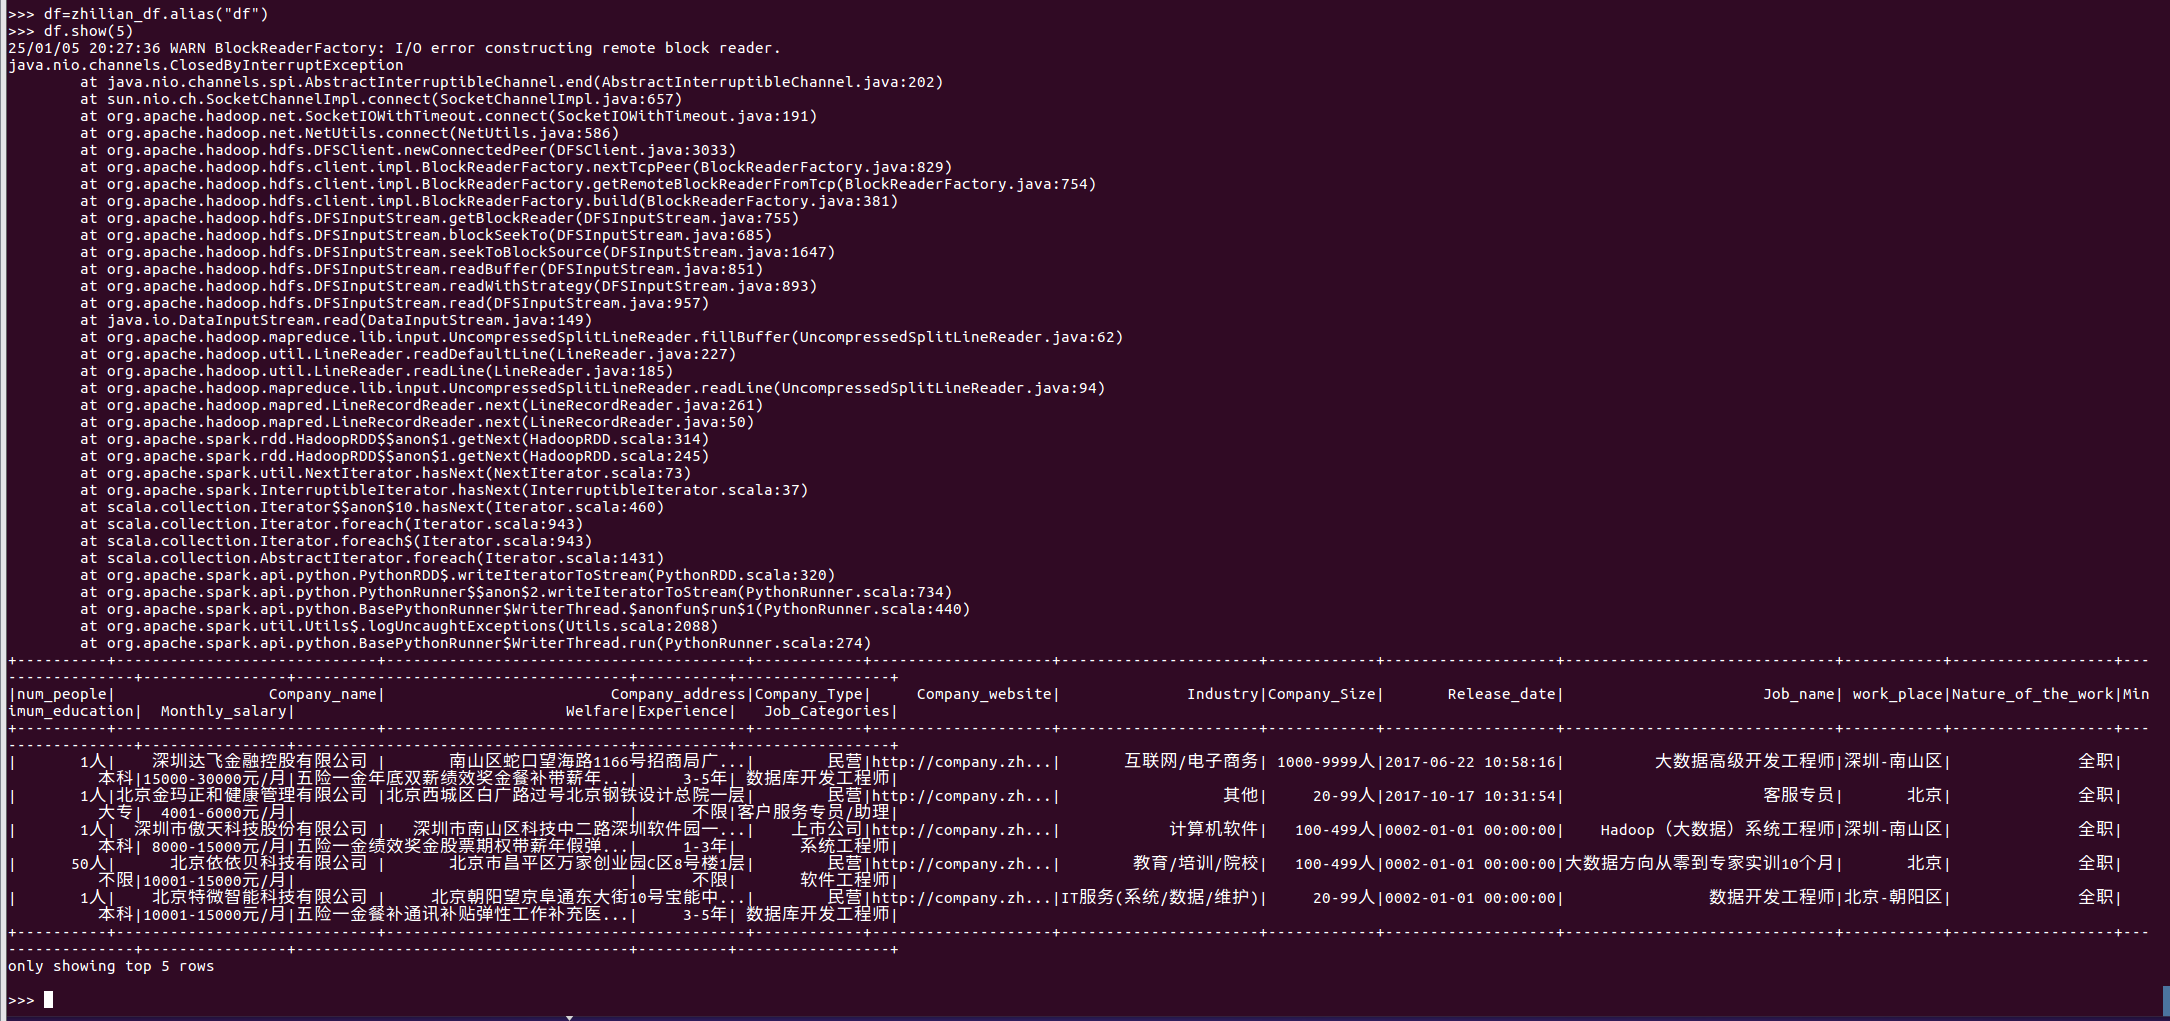 >>> df=zhilian_df.alias("df")
>>> df.show(5)
25/01/05 20:27:36 WARN BlockReaderFactory: I/O error constructing remote block reader.
java.nio.channels.ClosedByInterruptException
        at java.nio.channels.spi.AbstractInterruptibleChannel.end(AbstractInterruptibleChannel.java:202)
        at sun.nio.ch.SocketChannelImpl.connect(SocketChannelImpl.java:657)
        at org.apache.hadoop.net.SocketIOWithTimeout.connect(SocketIOWithTimeout.java:191)
        at org.apache.hadoop.net.NetUtils.connect(NetUtils.java:586)
        at org.apache.hadoop.hdfs.DFSClient.newConnectedPeer(DFSClient.java:3033)
        at org.apache.hadoop.hdfs.client.impl.BlockReaderFactory.nextTcpPeer(BlockReaderFactory.java:829)
        at org.apache.hadoop.hdfs.client.impl.BlockReaderFactory.getRemoteBlockReaderFromTcp(BlockReaderFactory.java:754)
        at org.apache.hadoop.hdfs.client.impl.BlockReaderFactory.build(BlockReaderFactory.java:381)
        at org.apache.hadoop.hdfs.DFSInputStream.getBlockReader(DFSInputStream.java:755)
        at org.apache.hadoop.hdfs.DFSInputStream.blockSeekTo(DFSInputStream.java:685)
        at org.apache.hadoop.hdfs.DFSInputStream.seekToBlockSource(DFSInputStream.java:1647)
        at org.apache.hadoop.hdfs.DFSInputStream.readBuffer(DFSInputStream.java:851)
        at org.apache.hadoop.hdfs.DFSInputStream.readWithStrategy(DFSInputStream.java:893)
        at org.apache.hadoop.hdfs.DFSInputStream.read(DFSInputStream.java:957)
        at java.io.DataInputStream.read(DataInputStream.java:149)
        at org.apache.hadoop.mapreduce.lib.input.UncompressedSplitLineReader.fillBuffer(UncompressedSplitLineReader.java:62)
        at org.apache.hadoop.util.LineReader.readDefaultLine(LineReader.java:227)
        at org.apache.hadoop.util.LineReader.readLine(LineReader.java:185)
        at org.apache.hadoop.mapreduce.lib.input.UncompressedSplitLineReader.readLine(UncompressedSplitLineReader.java:94)
        at org.apache.hadoop.mapred.LineRecordReader.next(LineRecordReader.java:261)
        at org.apache.hadoop.mapred.LineRecordReader.next(LineRecordReader.java:50)
        at org.apache.spark.rdd.HadoopRDD$$anon$1.getNext(HadoopRDD.scala:314)
        at org.apache.spark.rdd.HadoopRDD$$anon$1.getNext(HadoopRDD.scala:245)
        at org.apache.spark.util.NextIterator.hasNext(NextIterator.scala:73)
        at org.apache.spark.InterruptibleIterator.hasNext(InterruptibleIterator.scala:37)
        at scala.collection.Iterator$$anon$10.hasNext(Iterator.scala:460)
        at scala.collection.Iterator.foreach(Iterator.scala:943)
        at scala.collection.Iterator.foreach$(Iterator.scala:943)
        at scala.collection.AbstractIterator.foreach(Iterator.scala:1431)
        at org.apache.spark.api.python.PythonRDD$.writeIteratorToStream(PythonRDD.scala:320)
        at org.apache.spark.api.python.PythonRunner$$anon$2.writeIteratorToStream(PythonRunner.scala:734)
        at org.apache.spark.api.python.BasePythonRunner$WriterThread.$anonfun$run$1(PythonRunner.scala:440)
        at org.apache.spark.util.Utils$.logUncaughtExceptions(Utils.scala:2088)
        at org.apache.spark.api.python.BasePythonRunner$WriterThread.run(PythonRunner.scala:274)
+----------+-----------------------------+----------------------------------------+------------+--------------------+----------------------+------------+-------------------+------------------------------+-----------+------------------+---
--------------+----------------+-------------------------------------+----------+-----------------+
|num_people|                 Company_name|                         Company_address|Company_Type|     Company_website|              Industry|Company_Size|       Release_date|                      Job_name| work_place|Nature_of_the_work|Min
imum_education|  Monthly_salary|                              Welfare|Experience|   Job_Categories|
+----------+-----------------------------+----------------------------------------+------------+--------------------+----------------------+------------+-------------------+------------------------------+-----------+------------------+---
--------------+----------------+-------------------------------------+----------+-----------------+
|       1人|    深圳达飞金融控股有限公司 |       南山区蛇口望海路1166号招商局广...|        民营|http://company.zh...|       互联网/电子商务| 1000-9999人|2017-06-22 10:58:16|          大数据高级开发工程师|深圳-南山区|              全职|
          本科|15000-30000元/月|五险一金年底双薪绩效奖金餐补带薪年...|     3-5年| 数据库开发工程师|
|       1人|北京金玛正和健康管理有限公司 |北京西城区白广路过号北京钢铁设计总院一层|        民营|http://company.zh...|                  其他|     20-99人|2017-10-17 10:31:54|                      客服专员|       北京|              全职|
          大专|  4001-6000元/月|                                     |      不限|客户服务专员/助理|
|       1人|  深圳市傲天科技股份有限公司 |   深圳市南山区科技中二路深圳软件园一...|    上市公司|http://company.zh...|            计算机软件|   100-499人|0002-01-01 00:00:00|    Hadoop（大数据）系统工程师|深圳-南山区|              全职|
          本科| 8000-15000元/月|五险一金绩效奖金股票期权带薪年假弹...|     1-3年|       系统工程师|
|      50人|      北京依依贝科技有限公司 |       北京市昌平区万家创业园C区8号楼1层|        民营|http://company.zh...|        教育/培训/院校|   100-499人|0002-01-01 00:00:00|大数据方向从零到专家实训10个月|       北京|              全职|
          不限|10001-15000元/月|                                     |      不限|       软件工程师|
|       1人|    北京特微智能科技有限公司 |     北京朝阳望京阜通东大街10号宝能中...|        民营|http://company.zh...|IT服务(系统/数据/维护)|     20-99人|0002-01-01 00:00:00|                数据开发工程师|北京-朝阳区|              全职|
          本科|10001-15000元/月|五险一金餐补通讯补贴弹性工作补充医...|     3-5年| 数据库开发工程师|
+----------+-----------------------------+----------------------------------------+------------+--------------------+----------------------+------------+-------------------+------------------------------+-----------+------------------+---
--------------+----------------+-------------------------------------+----------+-----------------+
only showing top 5 rows
>>>